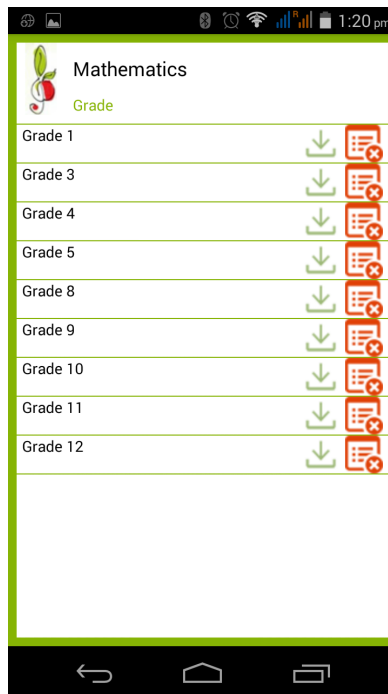 R 1:20 pm
Mathematics
Grade
Grade 1
Grade 3
Grade 4
Grade 5
Grade 8
Grade 9
Grade 10
Grade 11
Grade 12